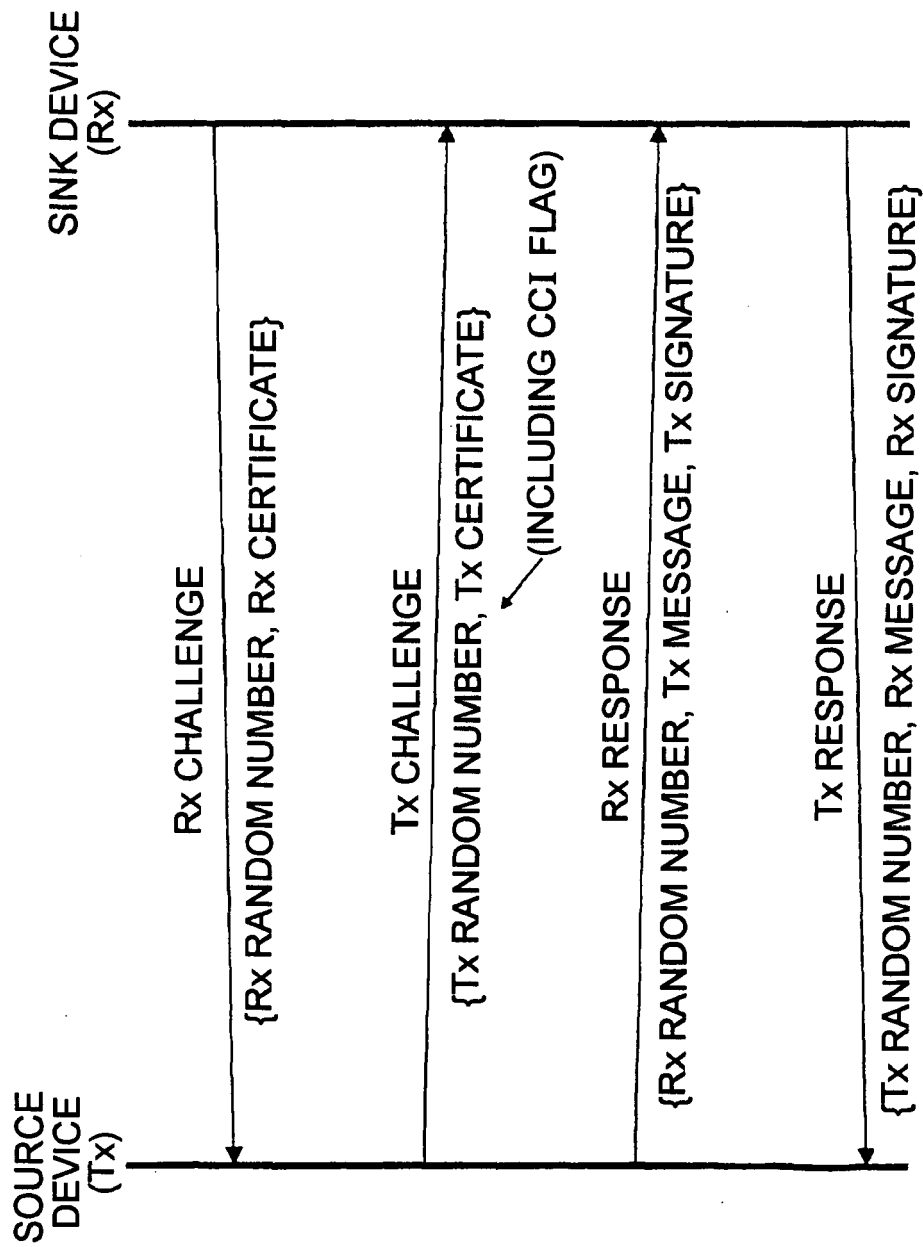 SOURCE
DEVICE
(Tx)
SINK DEVICE
(Rx)
Rx CHALLENGE
{Rx RANDOM NUMBER, Rx CERTIFICATE}
Tx CHALLENGE
{Tx RANDOM NUMBER, Tx CERTIFICATE}
(INCLUDING CCI FLAG)
Rx RESPONSE
{Rx RANDOM NUMBER, Tx MESSAGE, Tx SIGNATURE}
Tx RESPONSE
{Tx RANDOM NUMBER, Rx MESSAGE, Rx SIGNATURE}